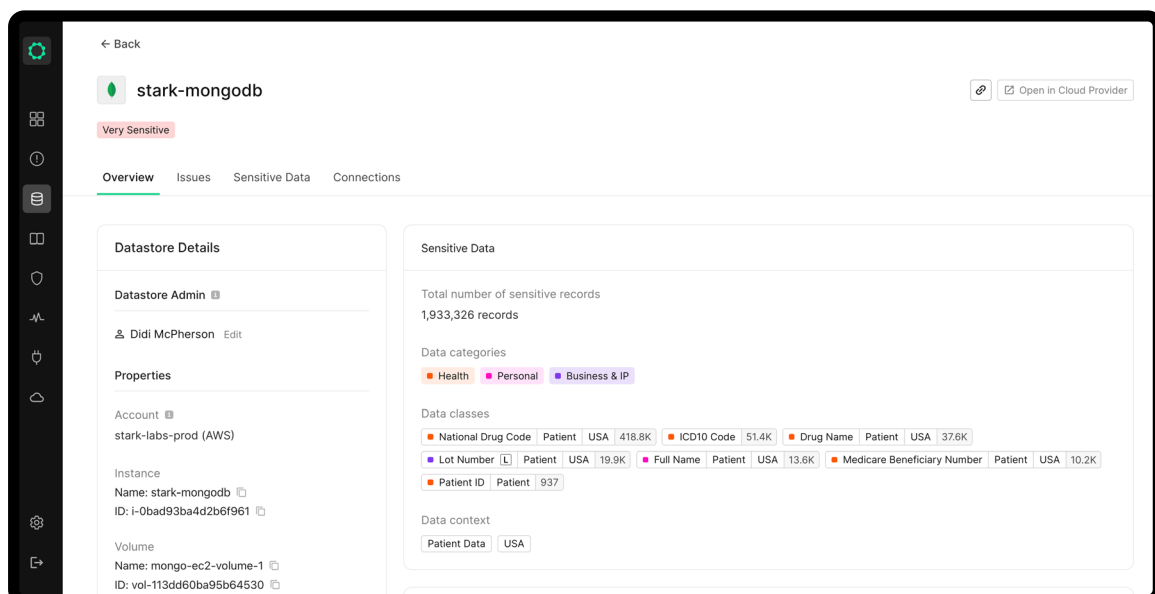 Back
stark-mongodb
Open in Cloud Provider
Very Sensitive
Overview Issues Sensitive Data Connections
Datastore Details
Datastore Admin
Didi McPherson Edit
Properties
Account
stark-labs-prod (AWS)
Instance
Name: stark-mongodb
ID: i-0bad93ba4d2b6f961
Volume
Name: mongo-ec2-volume-1
ID: vol-113dd60ba95b64530
Sensitive Data
Total number of sensitive records
1,933,326 records
Data categories
Health Personal Business & IP
Data classes
National Drug Code Patient USA 418.8K ICD10 Code 51.4K Drug Name Patient USA 37.6K
Lot Number L Patient USA 19.9K Full Name Patient USA 13.6K Medicare Beneficiary Number Patient USA 10.2K
Patient ID Patient 937
Data context
Patient Data USA